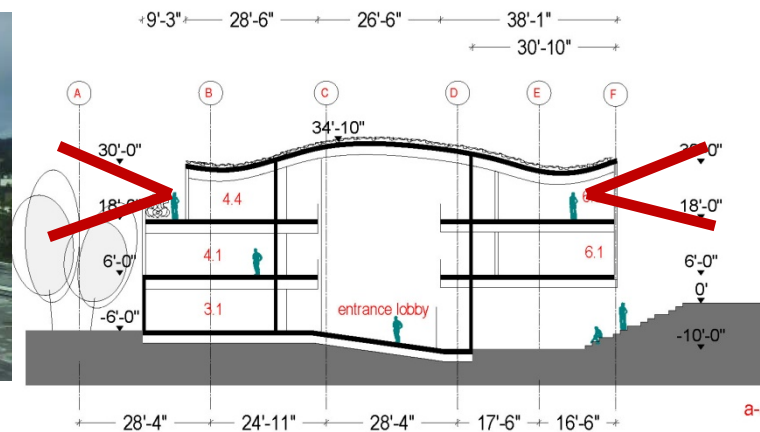 9'-3" 28'-6" 26'-6" 38'-1"
30'-10"
A B C D E F
34'-10"
30'-0"
4.4
18'-0" 18'-0"
4.1 6.1
6'-0" 6'-0"
0'
3.1 entrance lobby
-6'-0" -10'-0"
a-
28'-4" 24'-11" 28'-4" 17'-6" 16'-6"